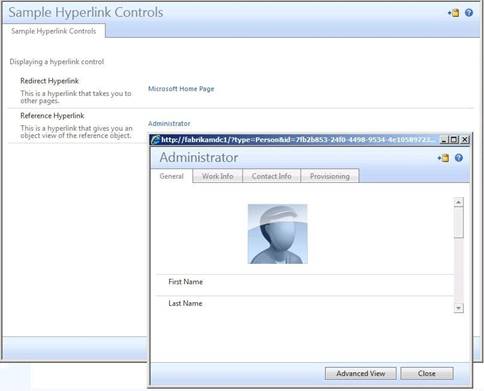 Sample Hyperlink Controls
Sample Hyperlink Controls
Displaying a hyperlink control
Redirect Hyperlink
This is a hyperlink that takes you to
other pages.
Microsoft Home Page
Reference Hyperlink
This is a hyperlink that gives you an
object view of the reference object.
Administrator
http://fabrikamdc1/?type=Person&id=7fb2b853-24f0-4498-9534-4e10589723...
Administrator
General
Work Info
Contact Info
Provisioning
First Name
Last Name
Advanced View
Close